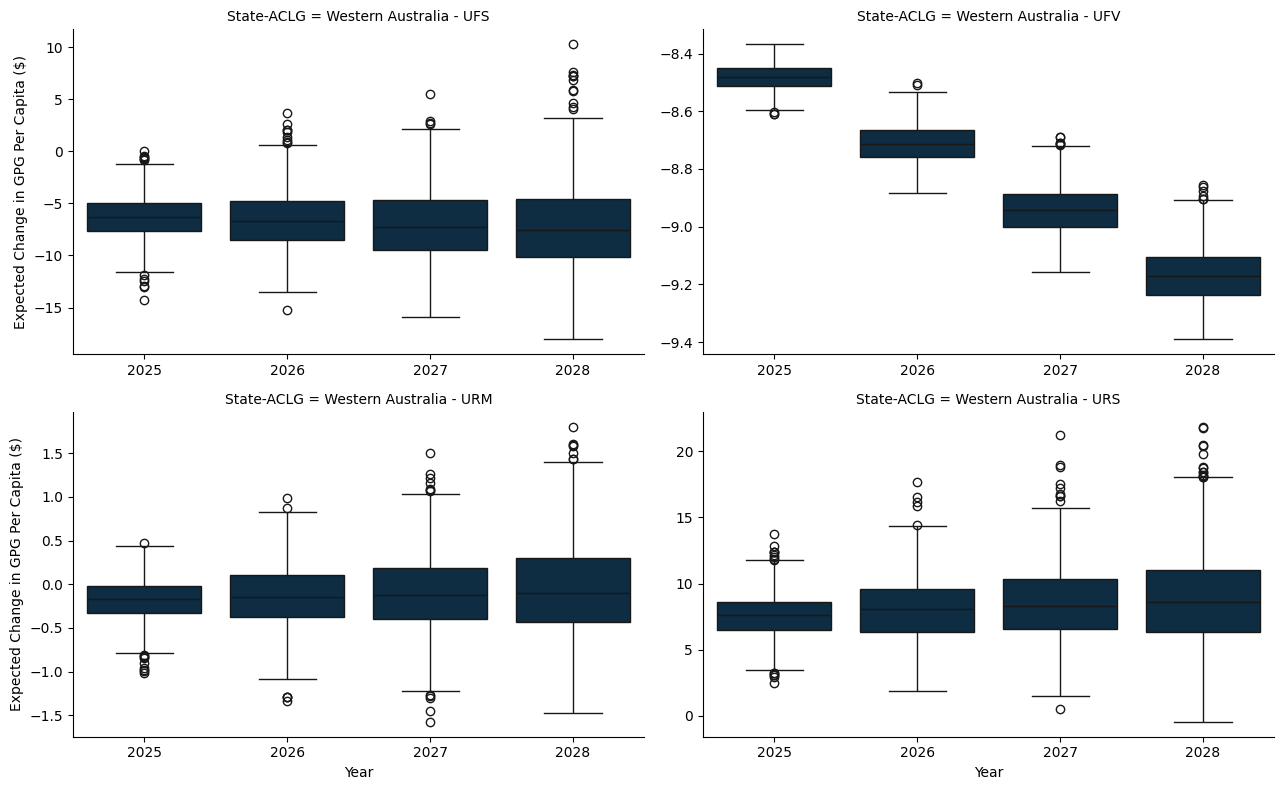 State-ACLG = Western Australia - UFS
Expected Change in GPG Per Capita ($)
10
5
0
−5
−10
−15
2025 2026 2027 2028
State-ACLG = Western Australia - UFV
−8.4
−8.6
−8.8
−9.0
−9.2
−9.4
2025 2026 2027 2028
State-ACLG = Western Australia - URM
Expected Change in GPG Per Capita ($)
1.5
1.0
0.5
0.0
−0.5
−1.0
−1.5
2025 2026 2027 2028
Year
State-ACLG = Western Australia - URS
20
15
10
5
0
2025 2026 2027 2028
Year